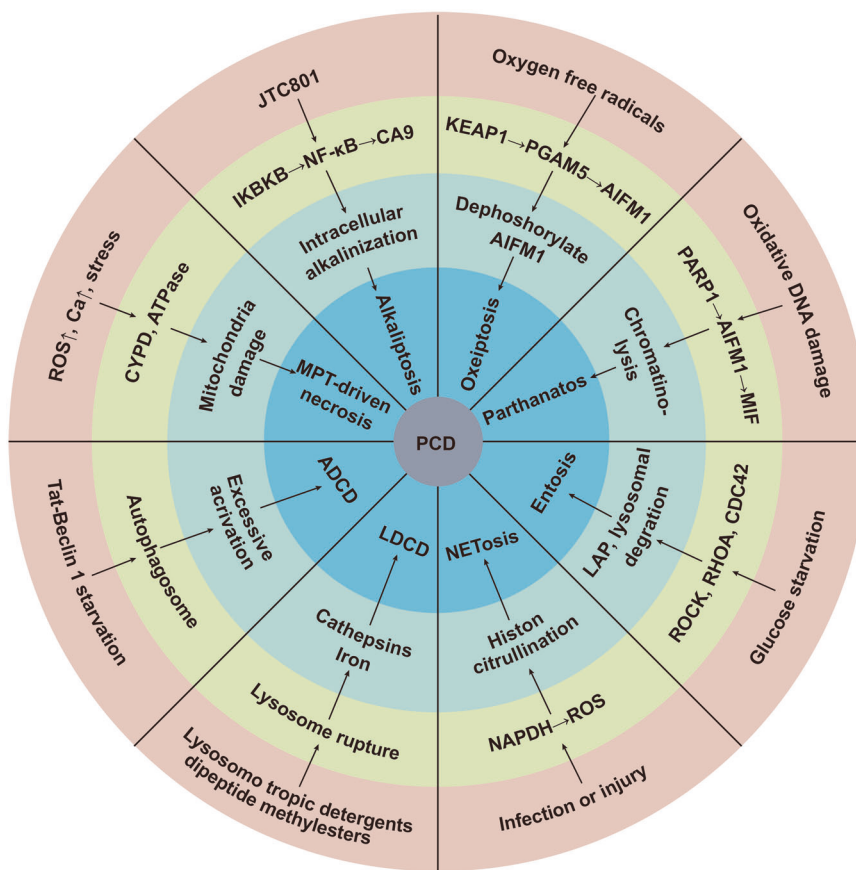 JTC801
IKBKB→NF-κB→CA9
Intracellular
alkalinization
Alkaliptosis
Oxygen free radicals
KEAP1→PGAM5→AIFM1
Dephoshorylate
AIFM1
Oxeiptosis
Oxidative DNA damage
PARP1→AIFM1→MIF
Chromatino-
lysis
Parthanatos
Glucose starvation
ROCK, RHOA, CDC42
LAP, lysosomal
degration
Entosis
Infection or injury
NAPDH→ROS
Histon
citrullination
NETosis
Lysosomo tropic detergents
dipeptide methylesters
Lysosome rupture
Cathepsins
Iron
LDCD
Tat-Beclin 1 starvation
Autophagosome
Excessive
acrivation
ADCD
ROS↑, Ca↑, stress
CYPD, ATPase
Mitochondria
damage
MPT-driven
necrosis
PCD